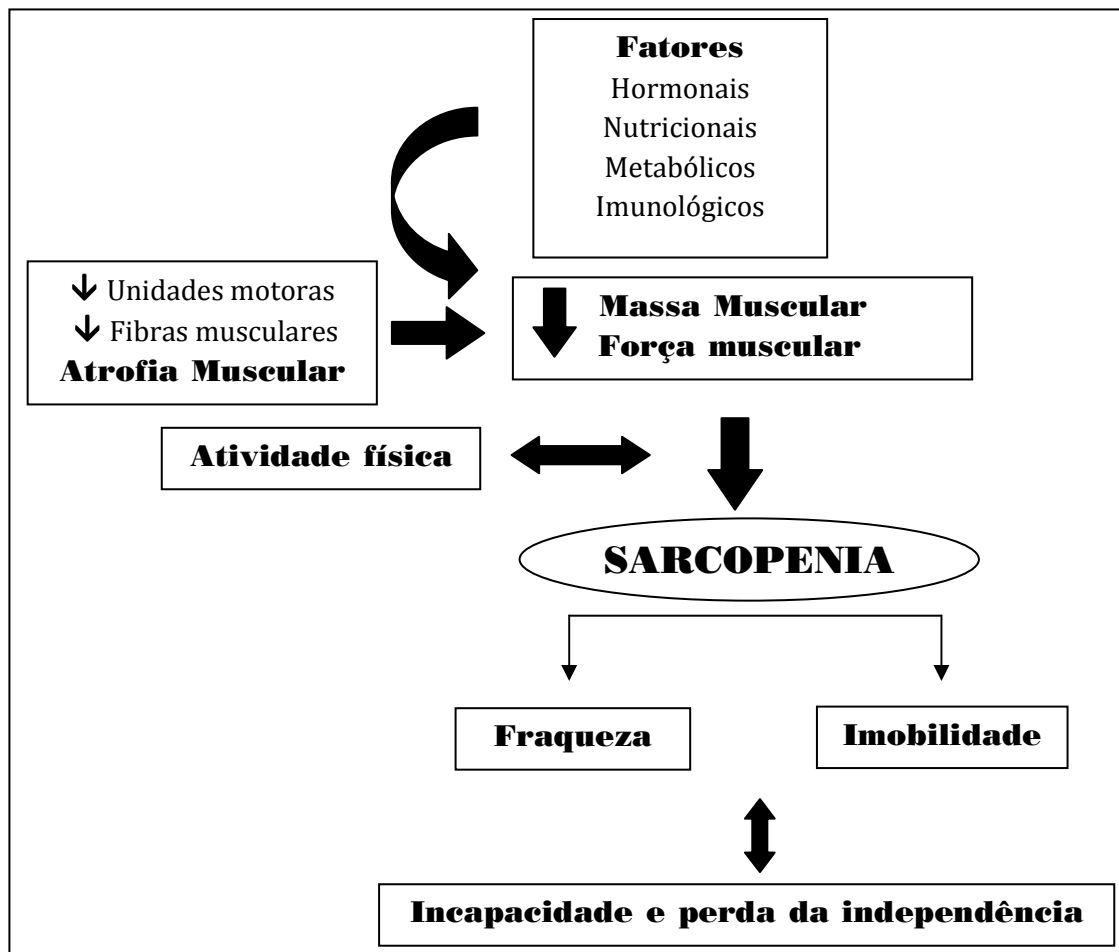 Fatores
Hormonais
Nutricionais
Metabólicos
Imunológicos
↓ Unidades motoras
↓ Fibras musculares
Atrofia Muscular
Massa Muscular
Força muscular
Atividade física
SARCOPENIA
Fraqueza
Imobilidade
Incapacidade e perda da independência